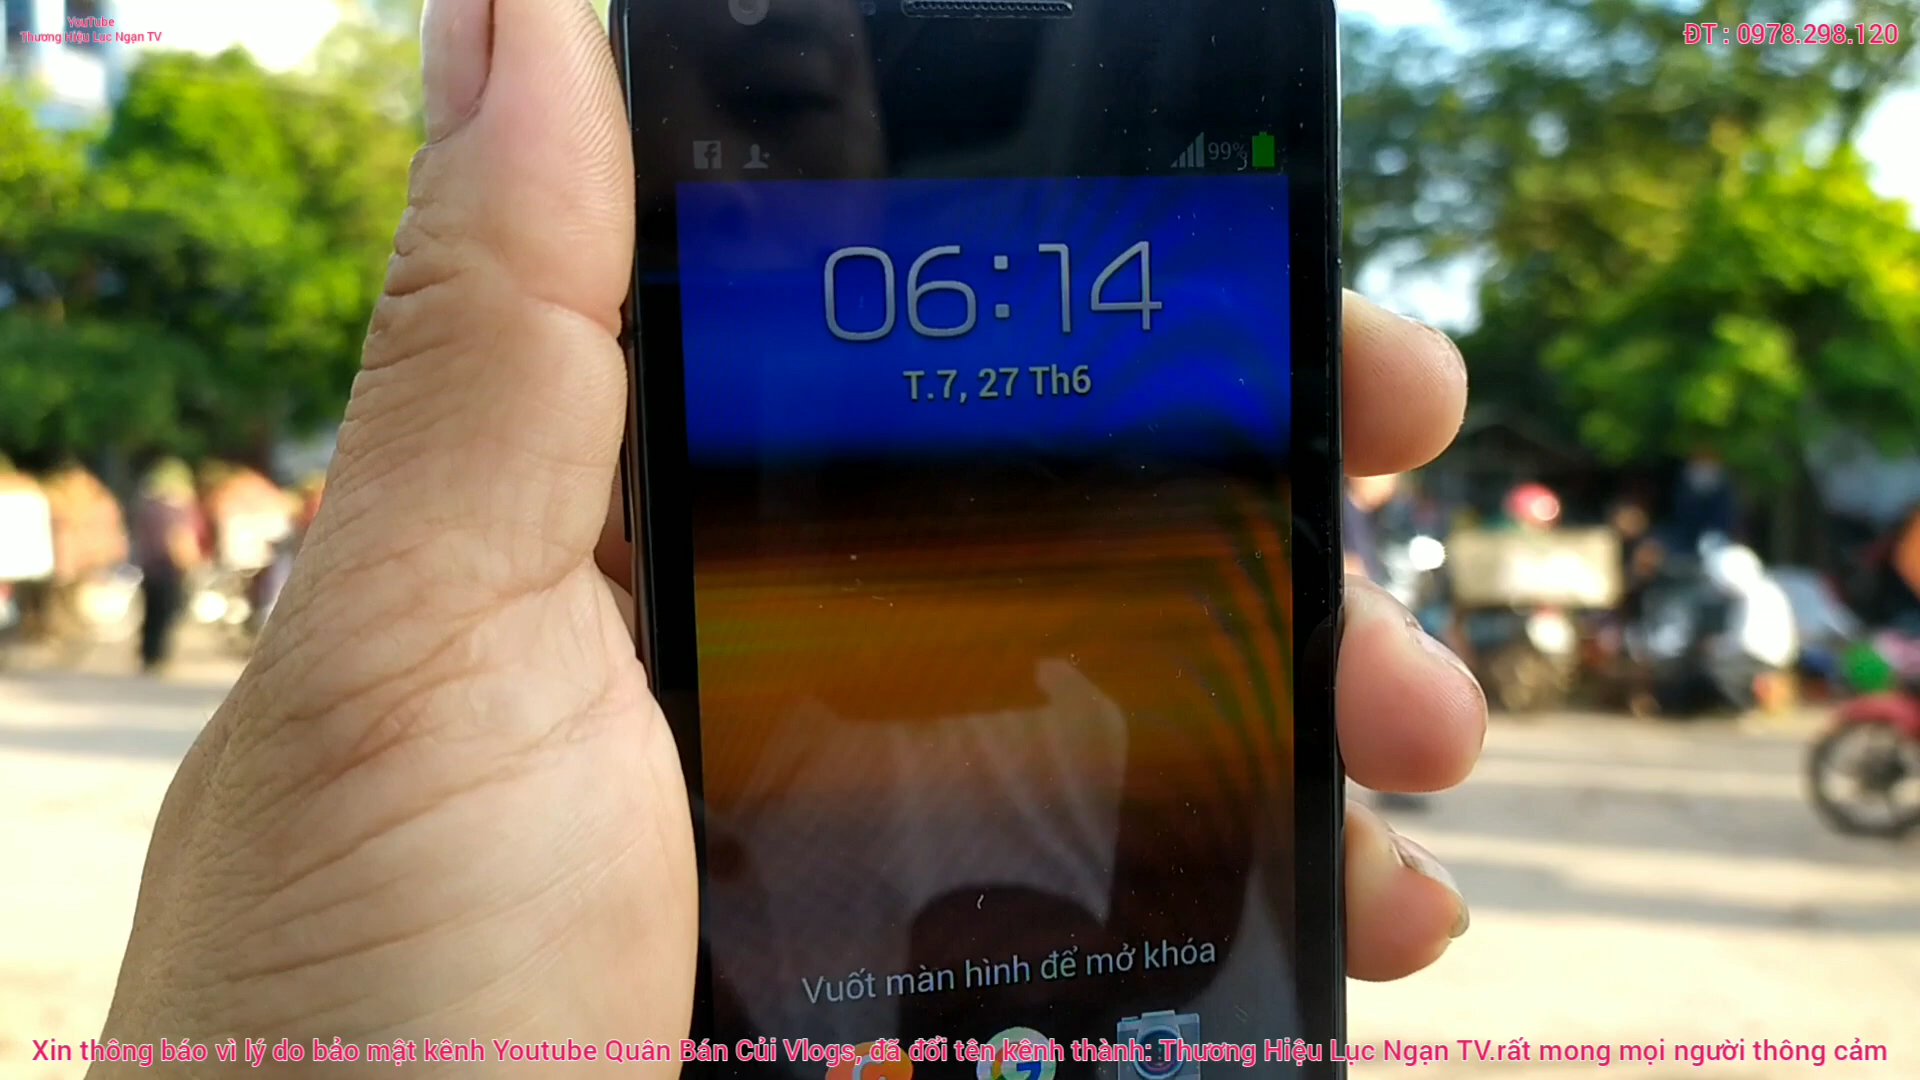 YouTube
Thương Hiệu Lục Ngạn TV
ĐT : 0978.298.120
99%
06:14
T.7, 27 Th6
Vuốt màn hình để mở khóa
Xin thông báo vì lý do bảo mật kênh Youtube Quân Bán Củi Vlogs, đã đổi tên kênh thành: Thương Hiệu Lục Ngạn TV.rất mong mọi người thông cảm